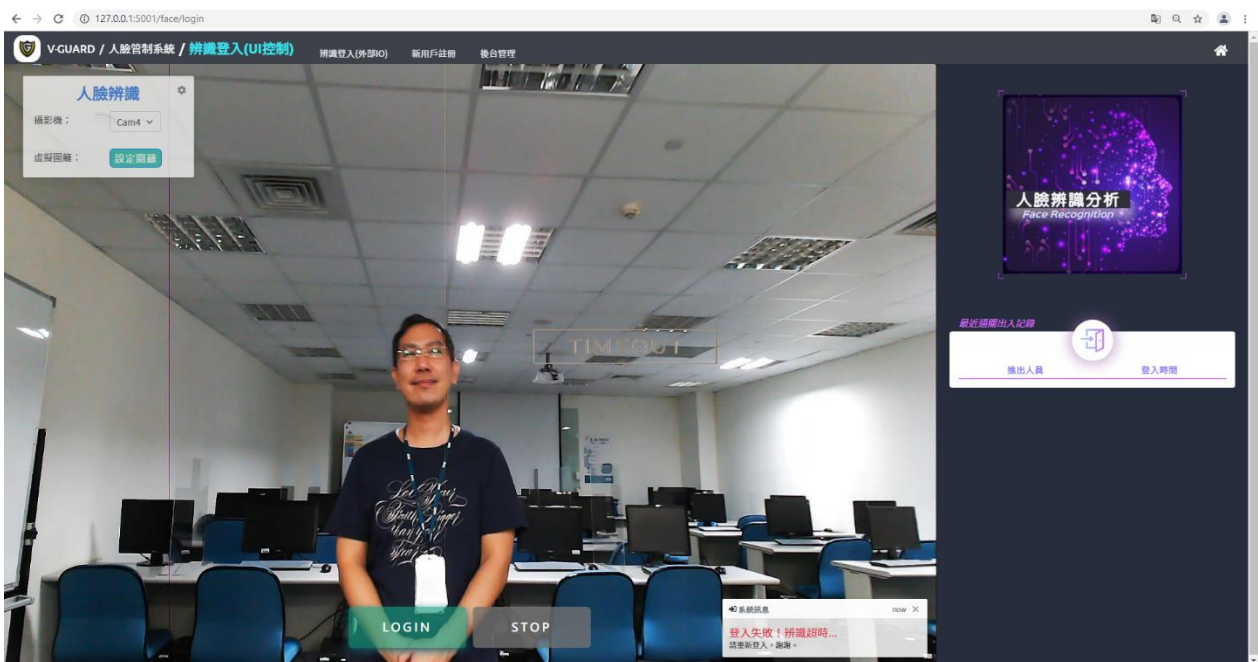 127.0.0.1:5001/face/login
V-GUARD / 人臉管制系統 / 辨識登入(UI控制) 辨識登入(外部IO) 新用戶註冊 後台管理
人臉辨識
攝影機： Cam4
虛擬圍籬： 設定圍籬
人臉辨識分析
Face Recognition
最近通關出入記錄
進出人員 登入時間
TIMEOUT
LOGIN STOP
系統訊息 now
登入失敗！辨識超時...
請重新登入，謝謝。